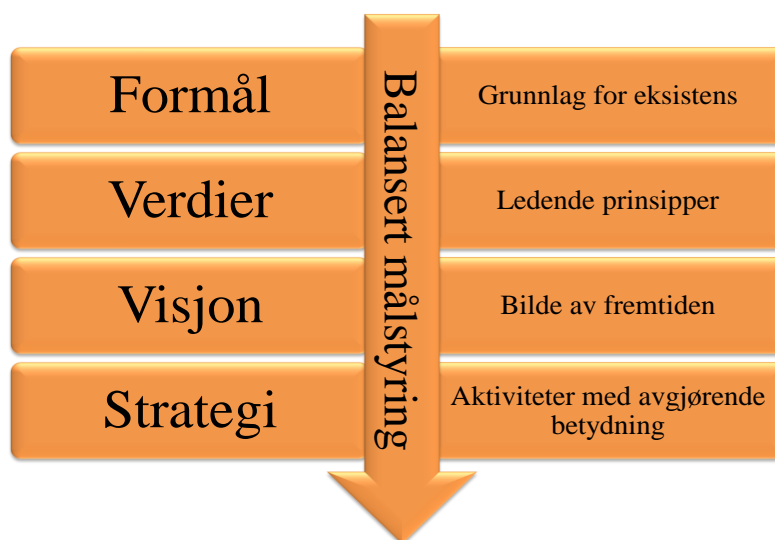 Formål
Grunnlag for eksistens
Verdier
Ledende prinsipper
Visjon
Bilde av fremtiden
Strategi
Aktiviteter med avgjørende
betydning
Balansert målstyring